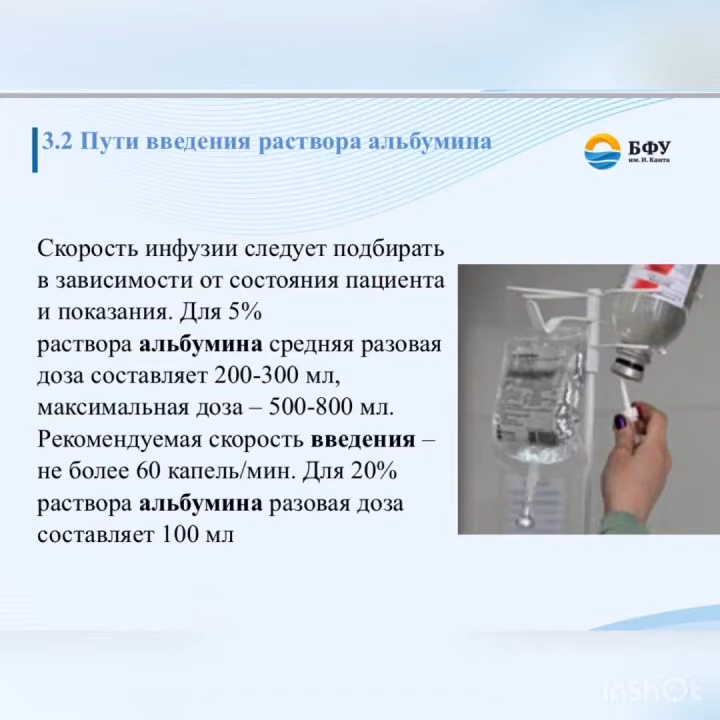 3.2 Пути введения раствора альбумина
БФУ
им. И. Канта
Скорость инфузии следует подбирать
в зависимости от состояния пациента
и показания. Для 5%
раствора альбумина средняя разовая
доза составляет 200-300 мл,
максимальная доза – 500-800 мл.
Рекомендуемая скорость введения –
не более 60 капель/мин. Для 20%
раствора альбумина разовая доза
составляет 100 мл
InShOt